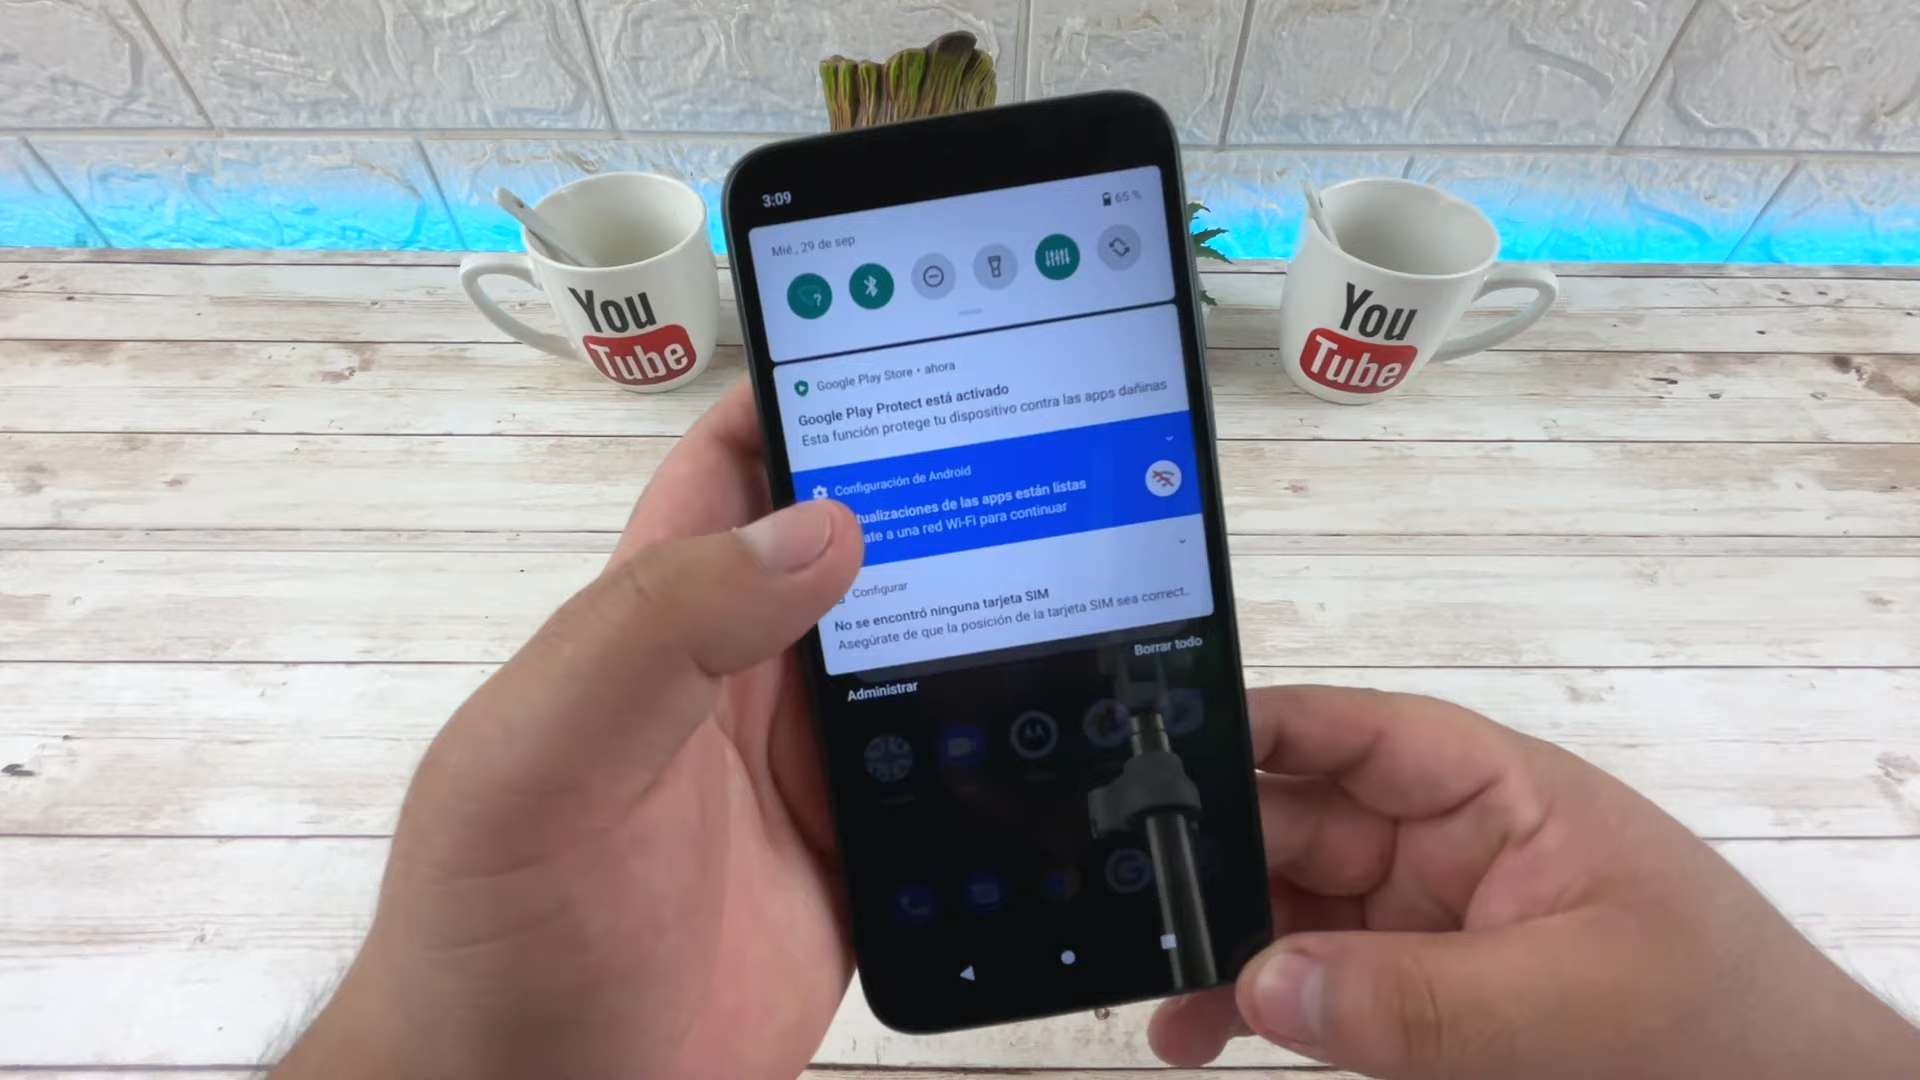 3:09
65 %
Mié., 29 de sep
Google Play Store • ahora
Google Play Protect está activado
Esta función protege tu dispositivo contra las apps dañinas
Configuración de Android
tualizaciones de las apps están listas
ate a una red Wi-Fi para continuar
Configurar
No se encontró ninguna tarjeta SIM
Asegúrate de que la posición de la tarjeta SIM sea correct..
Borrar todo
Administrar
You
Tube
You
Tube